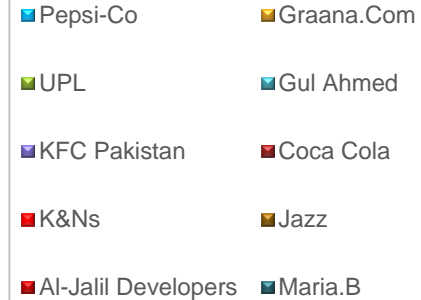 Pepsi-Co Graana.Com
UPL Gul Ahmed
KFC Pakistan Coca Cola
K&Ns Jazz
Al-Jalil Developers Maria.B